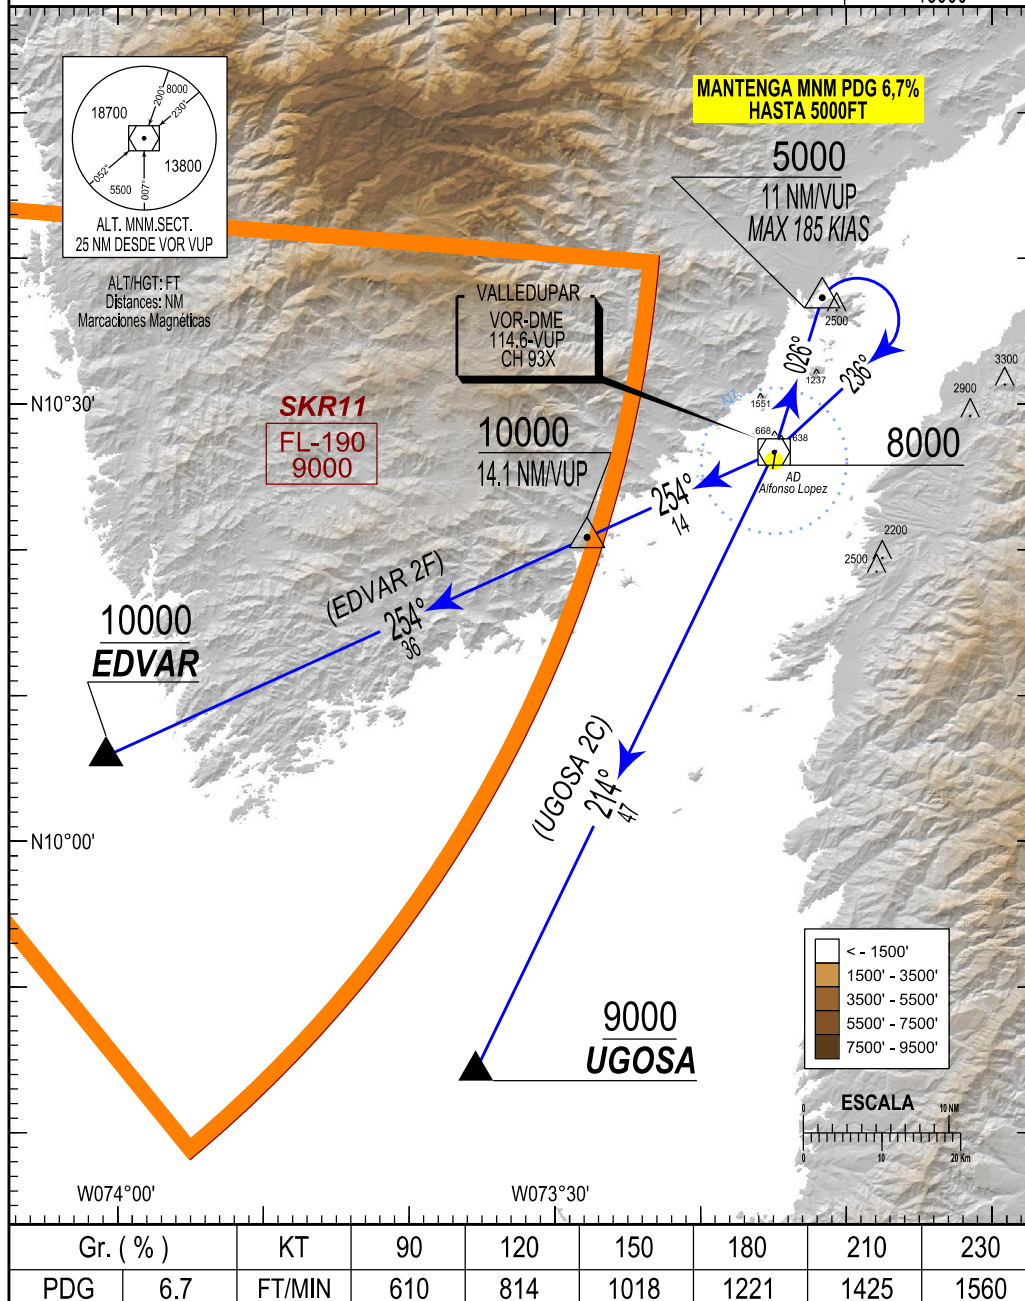 200°
8000
18700
230°
13800
052°
5500
007°
ALT. MNM.SECT.
25 NM DESDE VOR VUP
ALT/HGT: FT
Distances: NM
Marcaciones Magnéticas
MANTENGA MNM PDG 6,7%
HASTA 5000FT
5000
11 NM/VUP
MAX 185 KIAS
VALLEDUPAR
VOR-DME
114.6-VUP
CH 93X
2500
026°
236°
1237
1551
3300
2900
N10°30'
SKR11
FL-190
9000
10000
14.1 NM/VUP
ATZ
668
638
8000
AD
Alfonso Lopez
254°
14
2200
2500
(EDVAR 2F)
254°
36
10000
EDVAR
(UGOSA 2C)
214°
47
N10°00'
< - 1500'
1500' - 3500'
3500' - 5500'
5500' - 7500'
7500' - 9500'
9000
UGOSA
ESCALA
0
10 NM
0
10
20 Km
W074°00'
W073°30'
Gr. ( % ) KT 90 120 150 180 210 230
PDG 6.7 FT/MIN 610 814 1018 1221 1425 1560